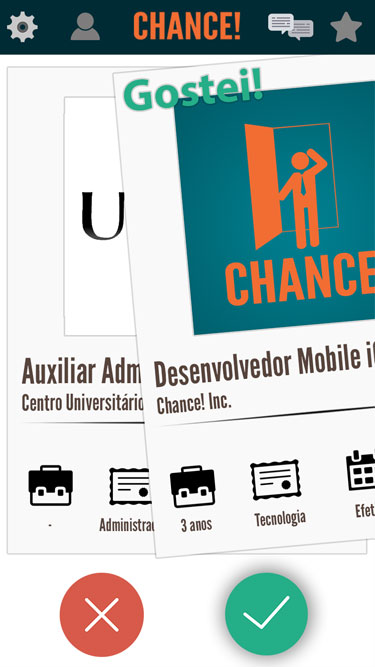 CHANCE!
Gostei!
U
CHANCE
Auxiliar Adm
Centro Universitário
-
Administra
Desenvolvedor Mobile i
Chance! Inc.
3 anos
Tecnologia
Efet